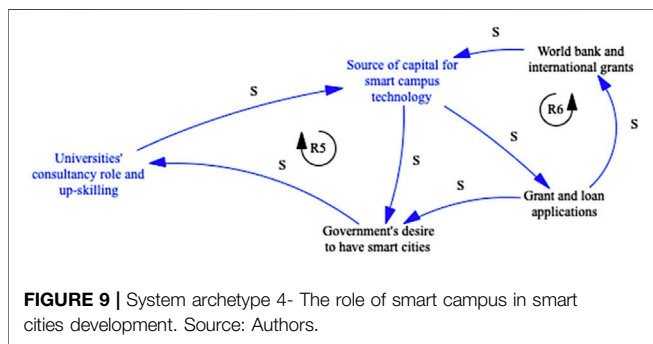 S
World bank and
international grants
Source of capital for
smart campus
technology
S
R6
S
R5
S
S
S
Universities'
consultancy role and
up-skilling
S
S
Grant and loan
applications
Government's desire
to have smart cities
FIGURE 9 | System archetype 4- The role of smart campus in smart
cities development. Source: Authors.